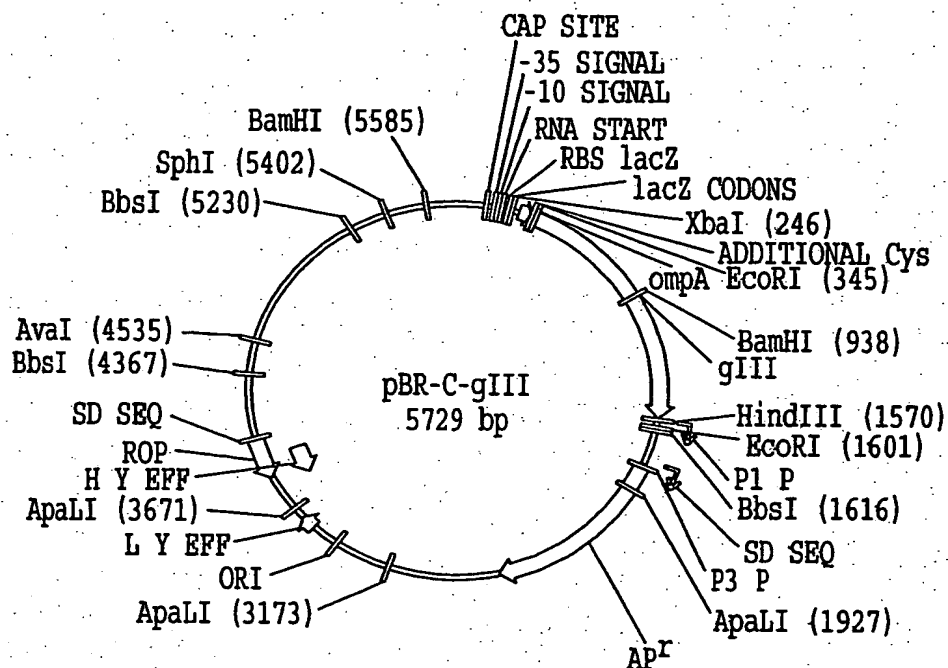 CAP SITE
-35 SIGNAL
-10 SIGNAL
RNA START
RBS lacZ
lacZ CODONS
XbaI (246)
ADDITIONAL Cys
ompA EcoRI (345)
BamHI (938)
gIII
HindIII (1570)
EcoRI (1601)
P1 P
BbsI (1616)
SD SEQ
P3 P
ApaLI (1927)
APr
ApaLI (3173)
ORI
L Y EFF
ApaLI (3671)
H Y EFF
ROP
SD SEQ
BbsI (4367)
AvaI (4535)
BbsI (5230)
SphI (5402)
BamHI (5585)
pBR-C-gIII
5729 bp